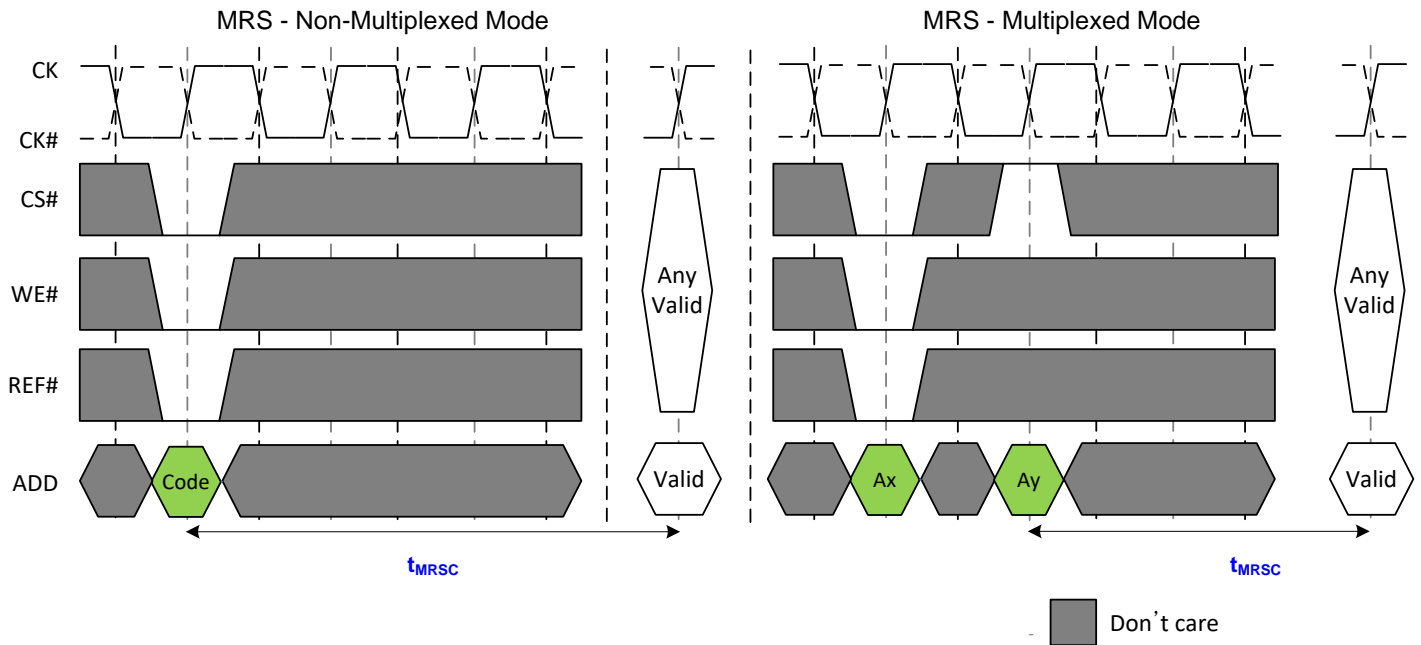 MRS - Non-Multiplexed Mode
MRS - Multiplexed Mode
CK
CK#
CS#
WE#
REF#
ADD
Any
Valid
Any
Valid
Code
Valid
Ax
Ay
Valid
tMRSC
tMRSC
Don't care